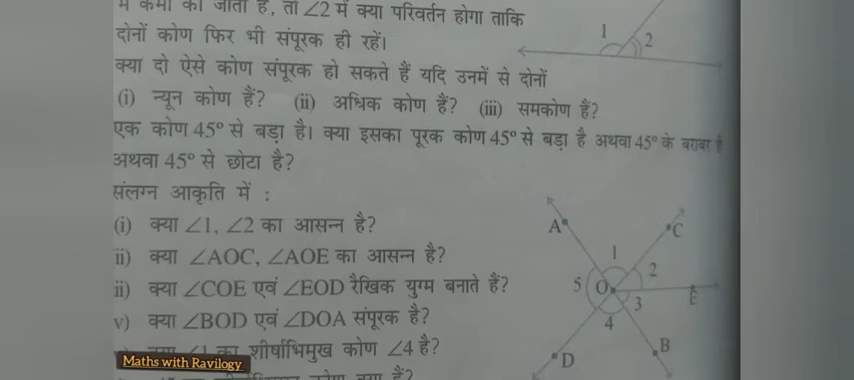 में कमी की जाती है, तो ∠2 में क्या परिवर्तन होगा ताकि
दोनों कोण फिर भी संपूरक ही रहें।
1
2
क्या दो ऐसे कोण संपूरक हो सकते हैं यदि उनमें से दोनों
(i) न्यून कोण हैं? (ii) अधिक कोण हैं? (iii) समकोण हैं?
एक कोण 45° से बड़ा है। क्या इसका पूरक कोण 45° से बड़ा है अथवा 45° के बराबर है
अथवा 45° से छोटा है?
संलग्न आकृति में :
(i) क्या ∠1, ∠2 का आसन्न है?
ii) क्या ∠AOC, ∠AOE का आसन्न है?
ii) क्या ∠COE एवं ∠EOD रैखिक युग्म बनाते हैं?
v) क्या ∠BOD एवं ∠DOA संपूरक है?
क्या ∠1 का शीर्षाभिमुख कोण ∠4 है?
कोण क्या है?
A
C
1
2
5
O
E
3
4
B
D
Maths with Ravilogy